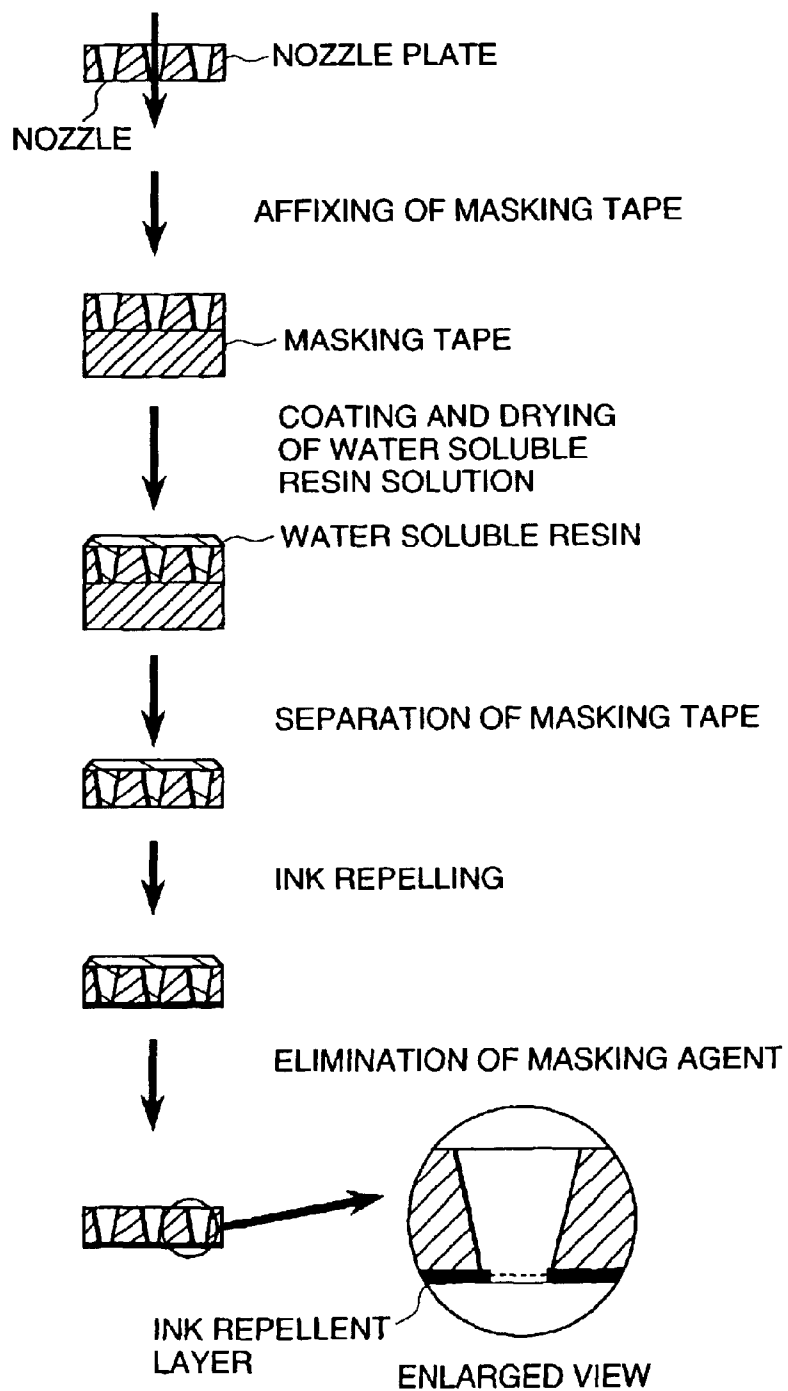 NOZZLE PLATE
NOZZLE
AFFIXING OF MASKING TAPE
MASKING TAPE
COATING AND DRYING
OF WATER SOLUBLE
RESIN SOLUTION
WATER SOLUBLE RESIN
SEPARATION OF MASKING TAPE
INK REPELLING
ELIMINATION OF MASKING AGENT
INK REPELLENT
LAYER
ENLARGED VIEW